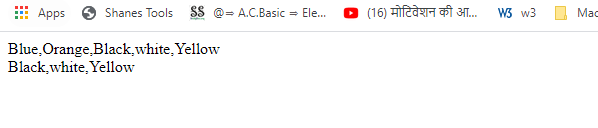 Apps Shanes Tools SS @⇒ A.C.Basic ⇒ Ele... (16) मोटिवेशन की आ... W3 w3 Mac
Blue,Orange,Black,white,Yellow
Black,white,Yellow